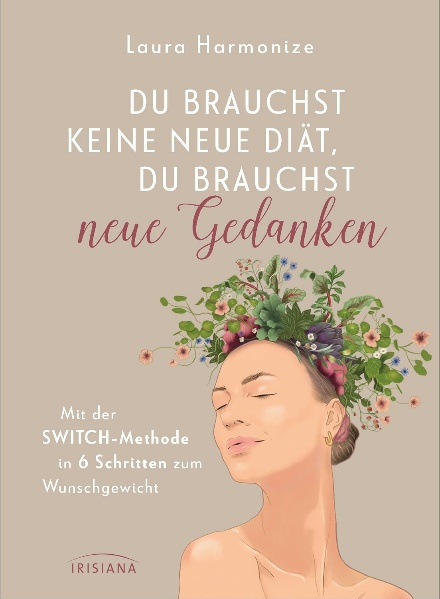 Laura Harmonize
DU BRAUCHST
KEINE NEUE DIÄT,
DU BRAUCHST
neue Gedanken
Mit der
SWITCH-Methode
in 6 Schritten zum
Wunschgewicht
IRISIANA